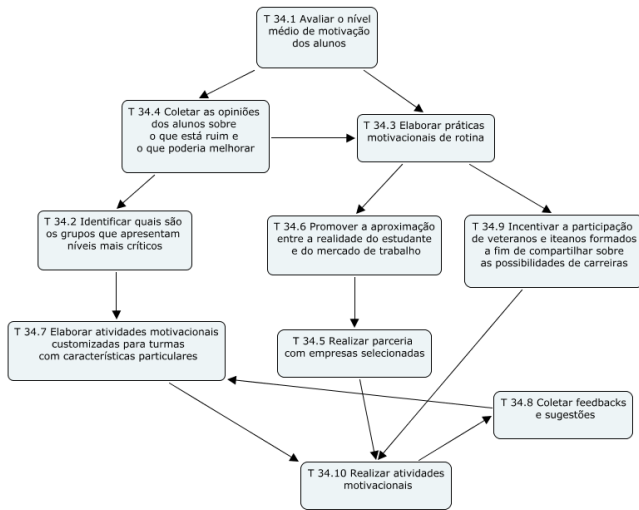 T 34.1 Avaliar o nível
médio de motivação
dos alunos
T 34.4 Coletar as opiniões
dos alunos sobre
o que está ruim e
o que poderia melhorar
T 34.3 Elaborar práticas
motivacionais de rotina
T 34.2 Identificar quais são
os grupos que apresentam
níveis mais críticos
T 34.6 Promover a aproximação
entre a realidade do estudante
e do mercado de trabalho
T 34.9 Incentivar a participação
de veteranos e iteanos formados
a fim de compartilhar sobre
as possibilidades de carreiras
T 34.7 Elaborar atividades motivacionais
customizadas para turmas
com características particulares
T 34.5 Realizar parceria
com empresas selecionadas
T 34.8 Coletar feedbacks
e sugestões
T 34.10 Realizar atividades
motivacionais